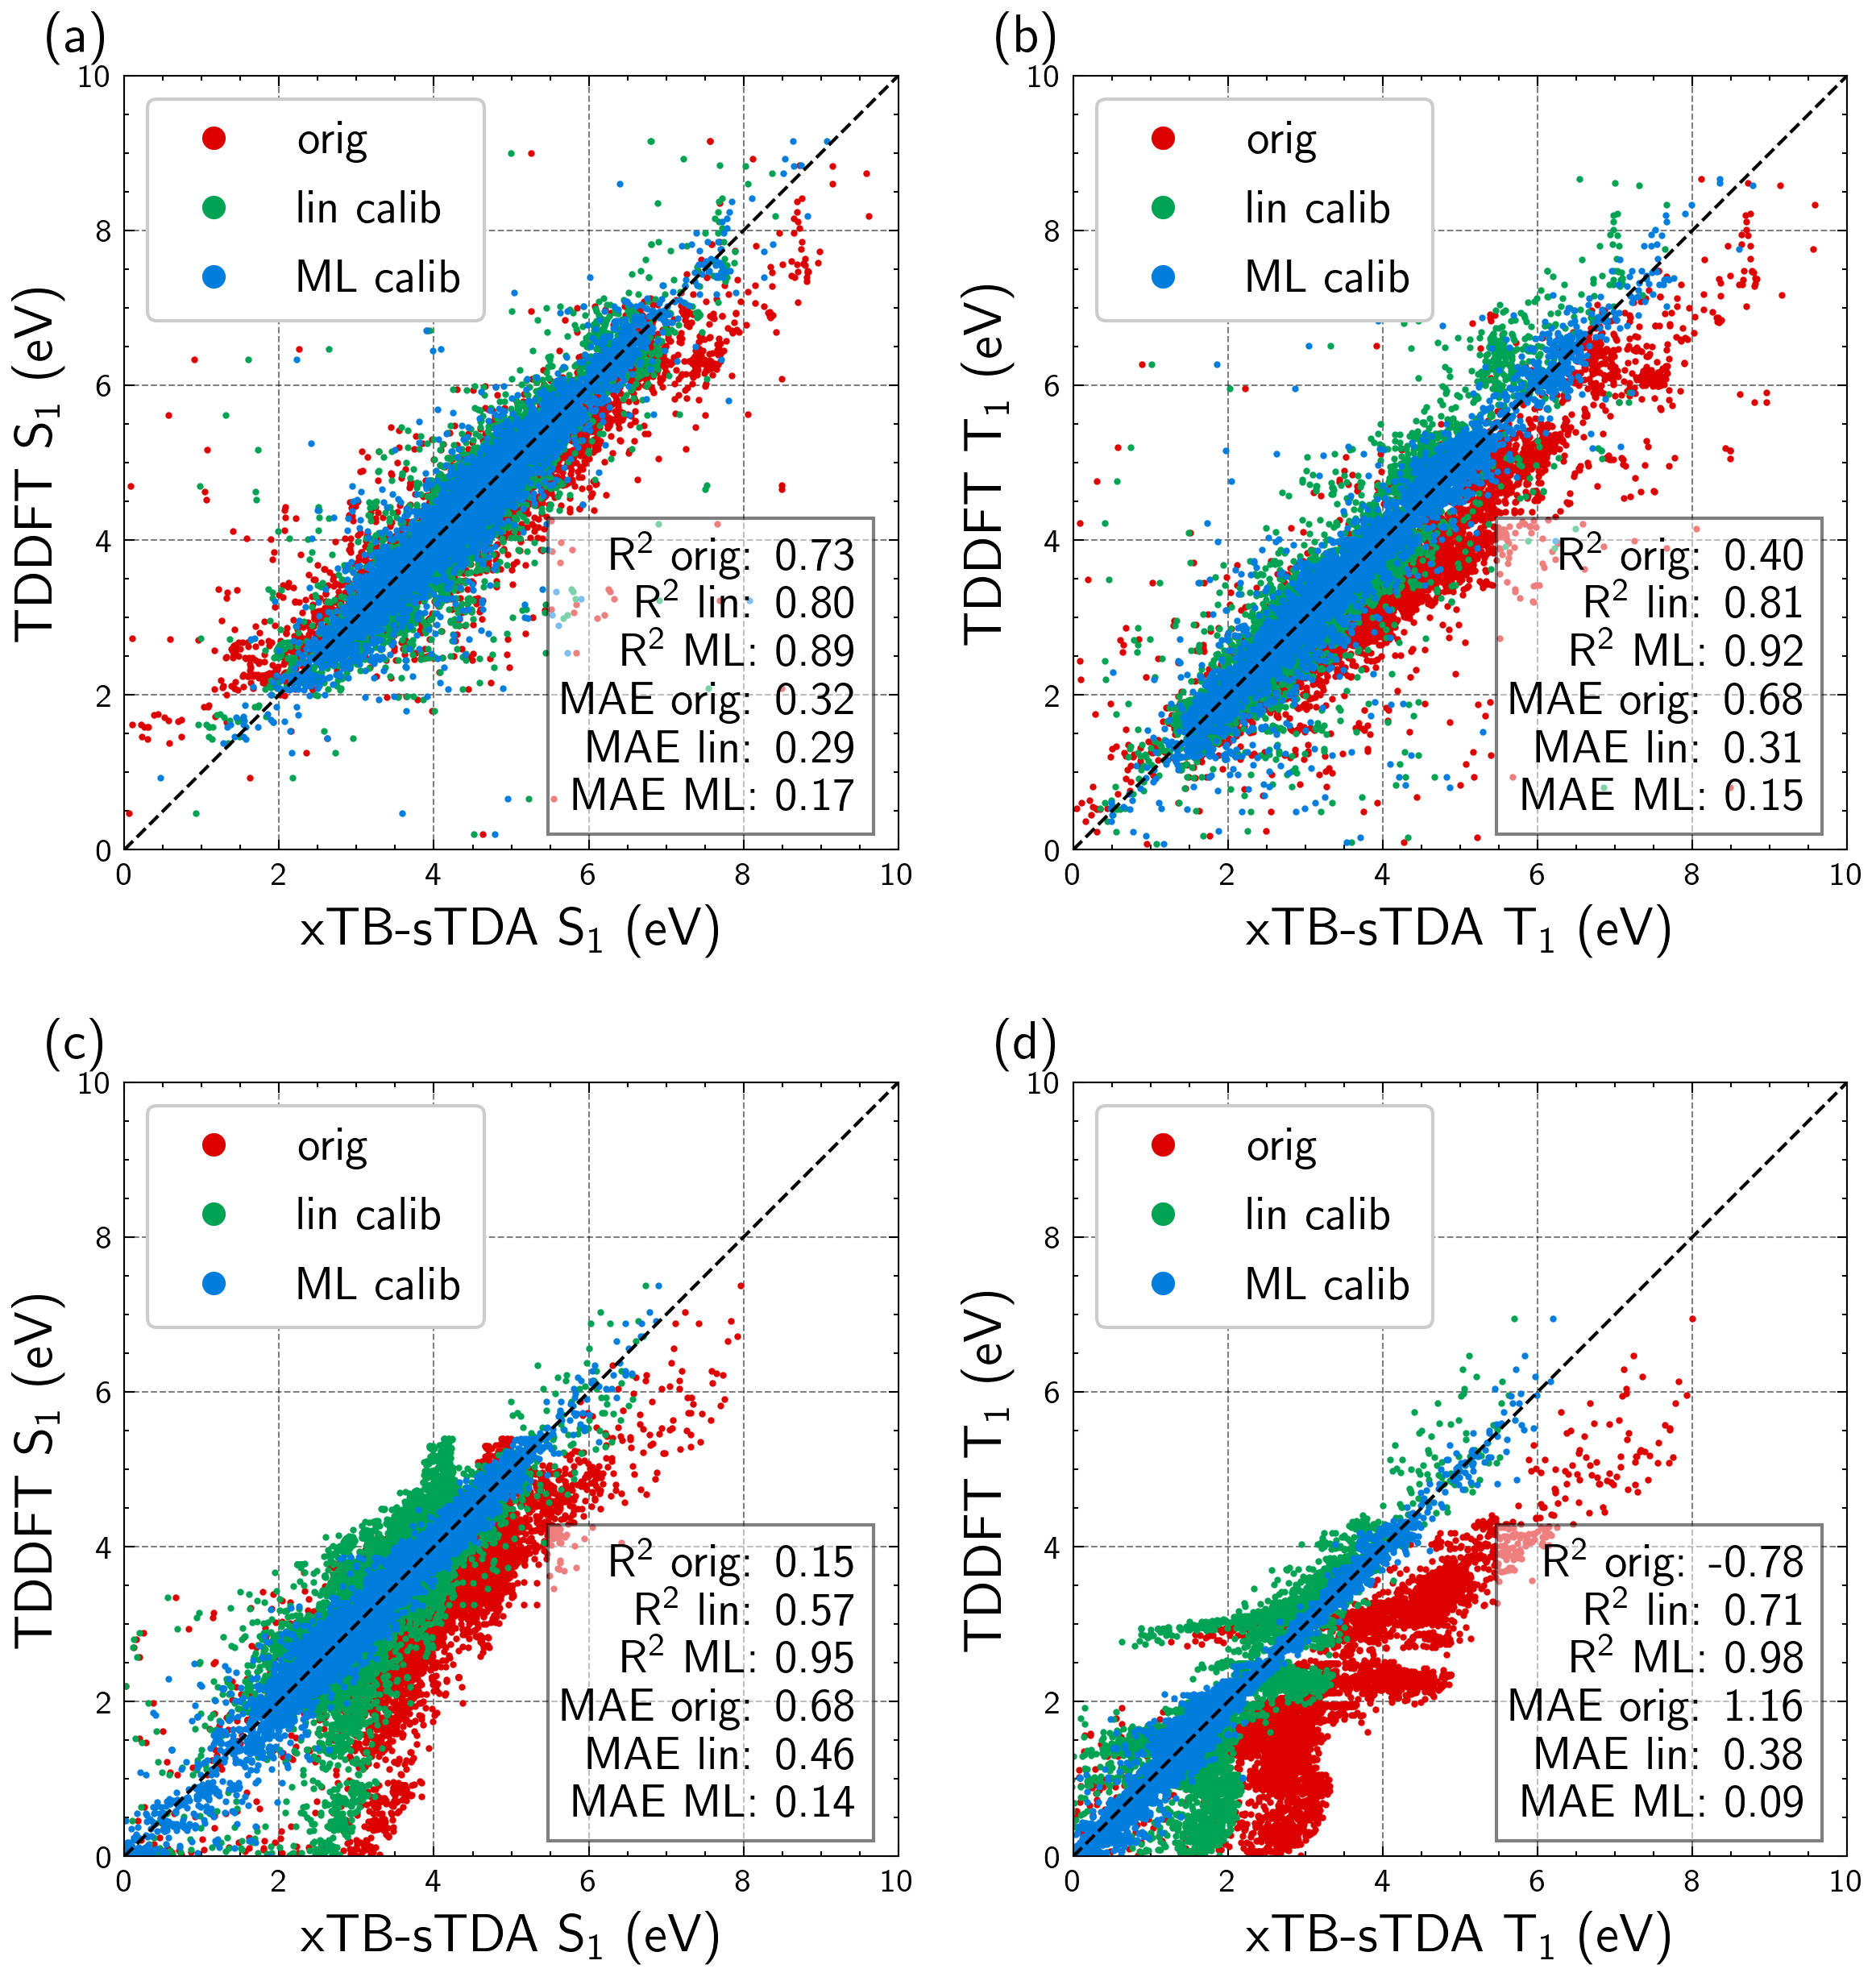 (a)
10
8
6
4
2
0
0 2 4 6 8 10
TDDFT S₁ (eV)
xTB-sTDA S₁ (eV)
orig
lin calib
ML calib
R² orig: 0.73
R² lin: 0.80
R² ML: 0.89
MAE orig: 0.32
MAE lin: 0.29
MAE ML: 0.17
(b)
10
8
6
4
2
0
0 2 4 6 8 10
TDDFT T₁ (eV)
xTB-sTDA T₁ (eV)
orig
lin calib
ML calib
R² orig: 0.40
R² lin: 0.81
R² ML: 0.92
MAE orig: 0.68
MAE lin: 0.31
MAE ML: 0.15
(c)
10
8
6
4
2
0
0 2 4 6 8 10
TDDFT S₁ (eV)
xTB-sTDA S₁ (eV)
orig
lin calib
ML calib
R² orig: 0.15
R² lin: 0.57
R² ML: 0.95
MAE orig: 0.68
MAE lin: 0.46
MAE ML: 0.14
(d)
10
8
6
4
2
0
0 2 4 6 8 10
TDDFT T₁ (eV)
xTB-sTDA T₁ (eV)
orig
lin calib
ML calib
R² orig: -0.78
R² lin: 0.71
R² ML: 0.98
MAE orig: 1.16
MAE lin: 0.38
MAE ML: 0.09